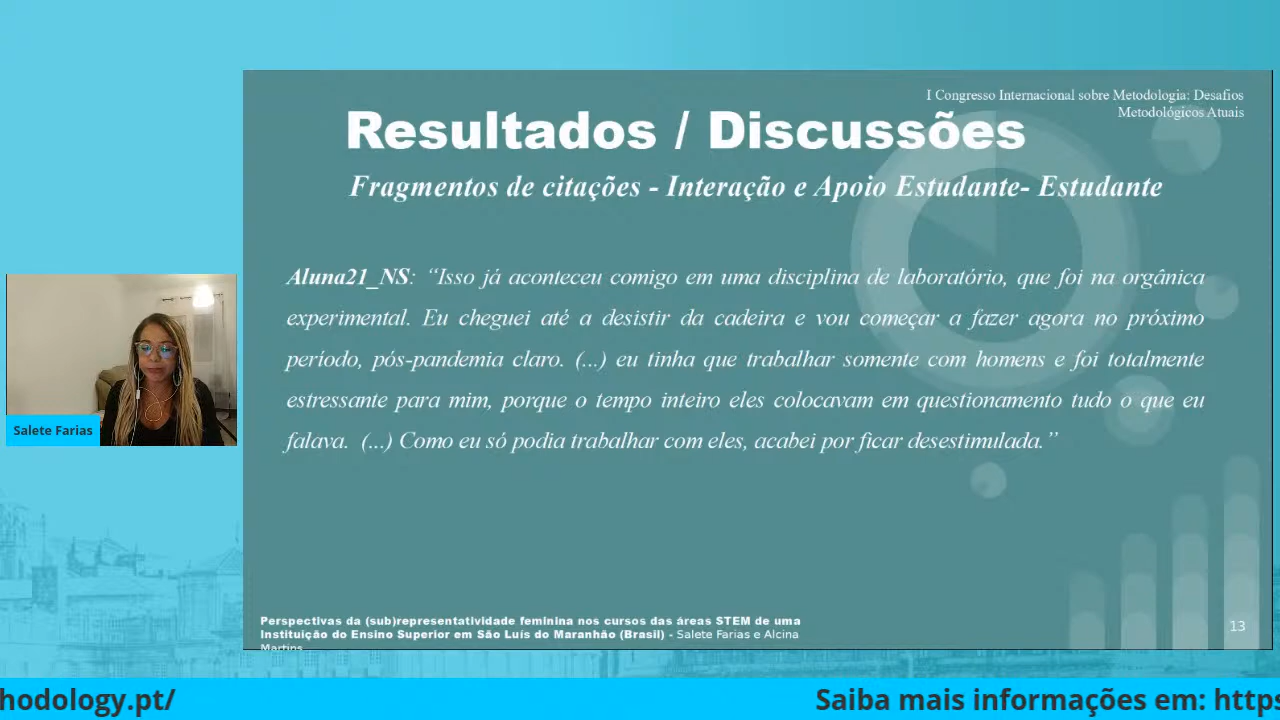 I Congresso Internacional sobre Metodologia: Desafios
Metodológicos Atuais
Resultados / Discussões
Fragmentos de citações - Interação e Apoio Estudante- Estudante
Aluna21_NS: “Isso já aconteceu comigo em uma disciplina de laboratório, que foi na orgânica
experimental. Eu cheguei até a desistir da cadeira e vou começar a fazer agora no próximo
período, pós-pandemia claro. (...) eu tinha que trabalhar somente com homens e foi totalmente
estressante para mim, porque o tempo inteiro eles colocavam em questionamento tudo o que eu
falava. (...) Como eu só podia trabalhar com eles, acabei por ficar desestimulada.”
Salete Farias
Perspectivas da (sub)representatividade feminina nos cursos das áreas STEM de uma
Instituição do Ensino Superior em São Luís do Maranhão (Brasil) - Salete Farias e Alcina
Martins
13
hodology.pt/
Saiba mais informações em: https